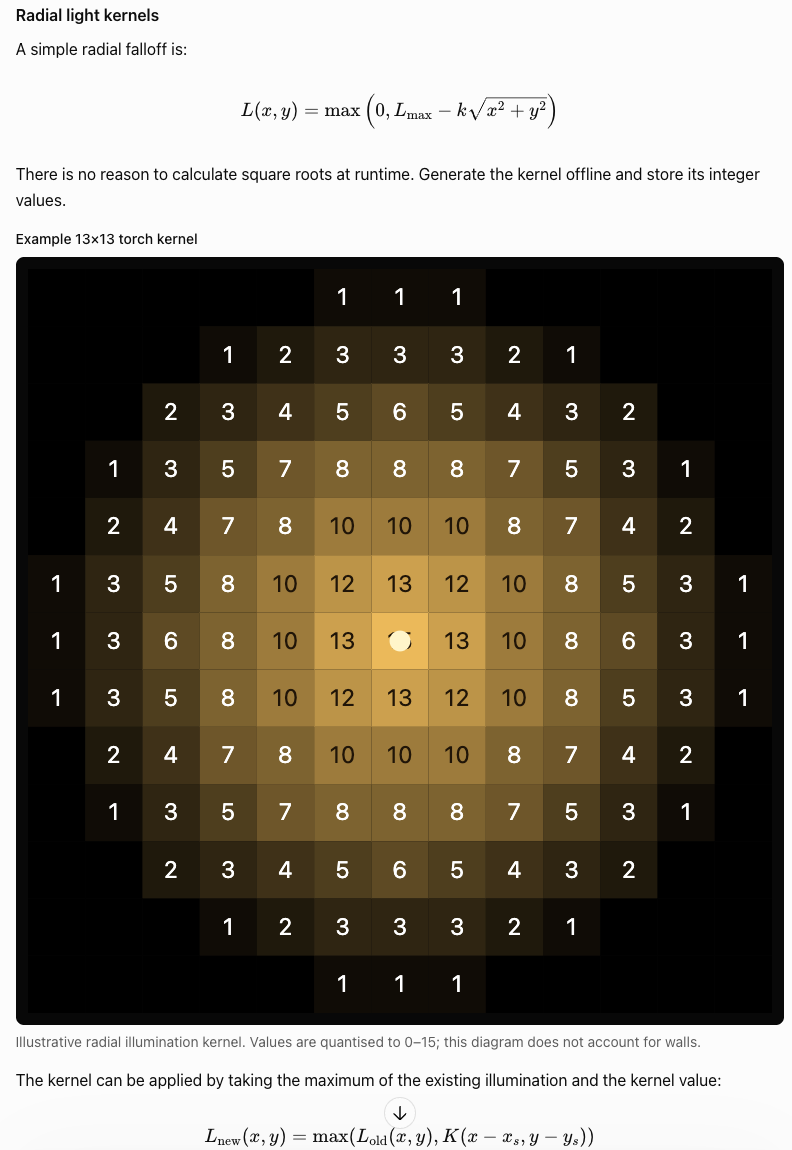 Radial light kernels
A simple radial falloff is:
L(x, y) = max (0, L_max − k√(x² + y²))
There is no reason to calculate square roots at runtime. Generate the kernel offline and store its integer
values.
Example 13×13 torch kernel
1 1 1
1 2 3 3 3 2 1
2 3 4 5 6 5 4 3 2
1 3 5 7 8 8 8 7 5 3 1
2 4 7 8 10 10 10 8 7 4 2
1 3 5 8 10 12 13 12 10 8 5 3 1
1 3 6 8 10 13 13 10 8 6 3 1
1 3 5 8 10 12 13 12 10 8 5 3 1
2 4 7 8 10 10 10 8 7 4 2
1 3 5 7 8 8 8 7 5 3 1
2 3 4 5 6 5 4 3 2
1 2 3 3 3 2 1
1 1 1
Illustrative radial illumination kernel. Values are quantised to 0–15; this diagram does not account for walls.
The kernel can be applied by taking the maximum of the existing illumination and the kernel value:
L_new(x, y) = max(L_old(x, y), K(x − x_s, y − y_s))